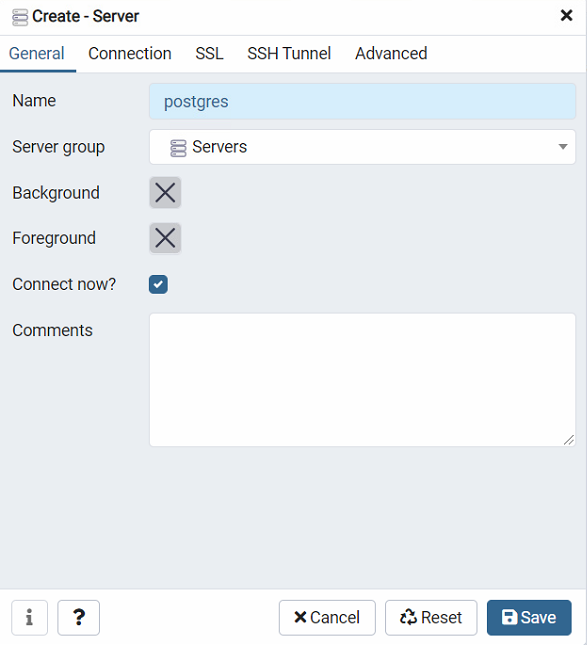 Create - Server
General Connection SSL SSH Tunnel Advanced
Name postgres
Server group Servers
Background
Foreground
Connect now?
Comments
i ? Cancel Reset Save